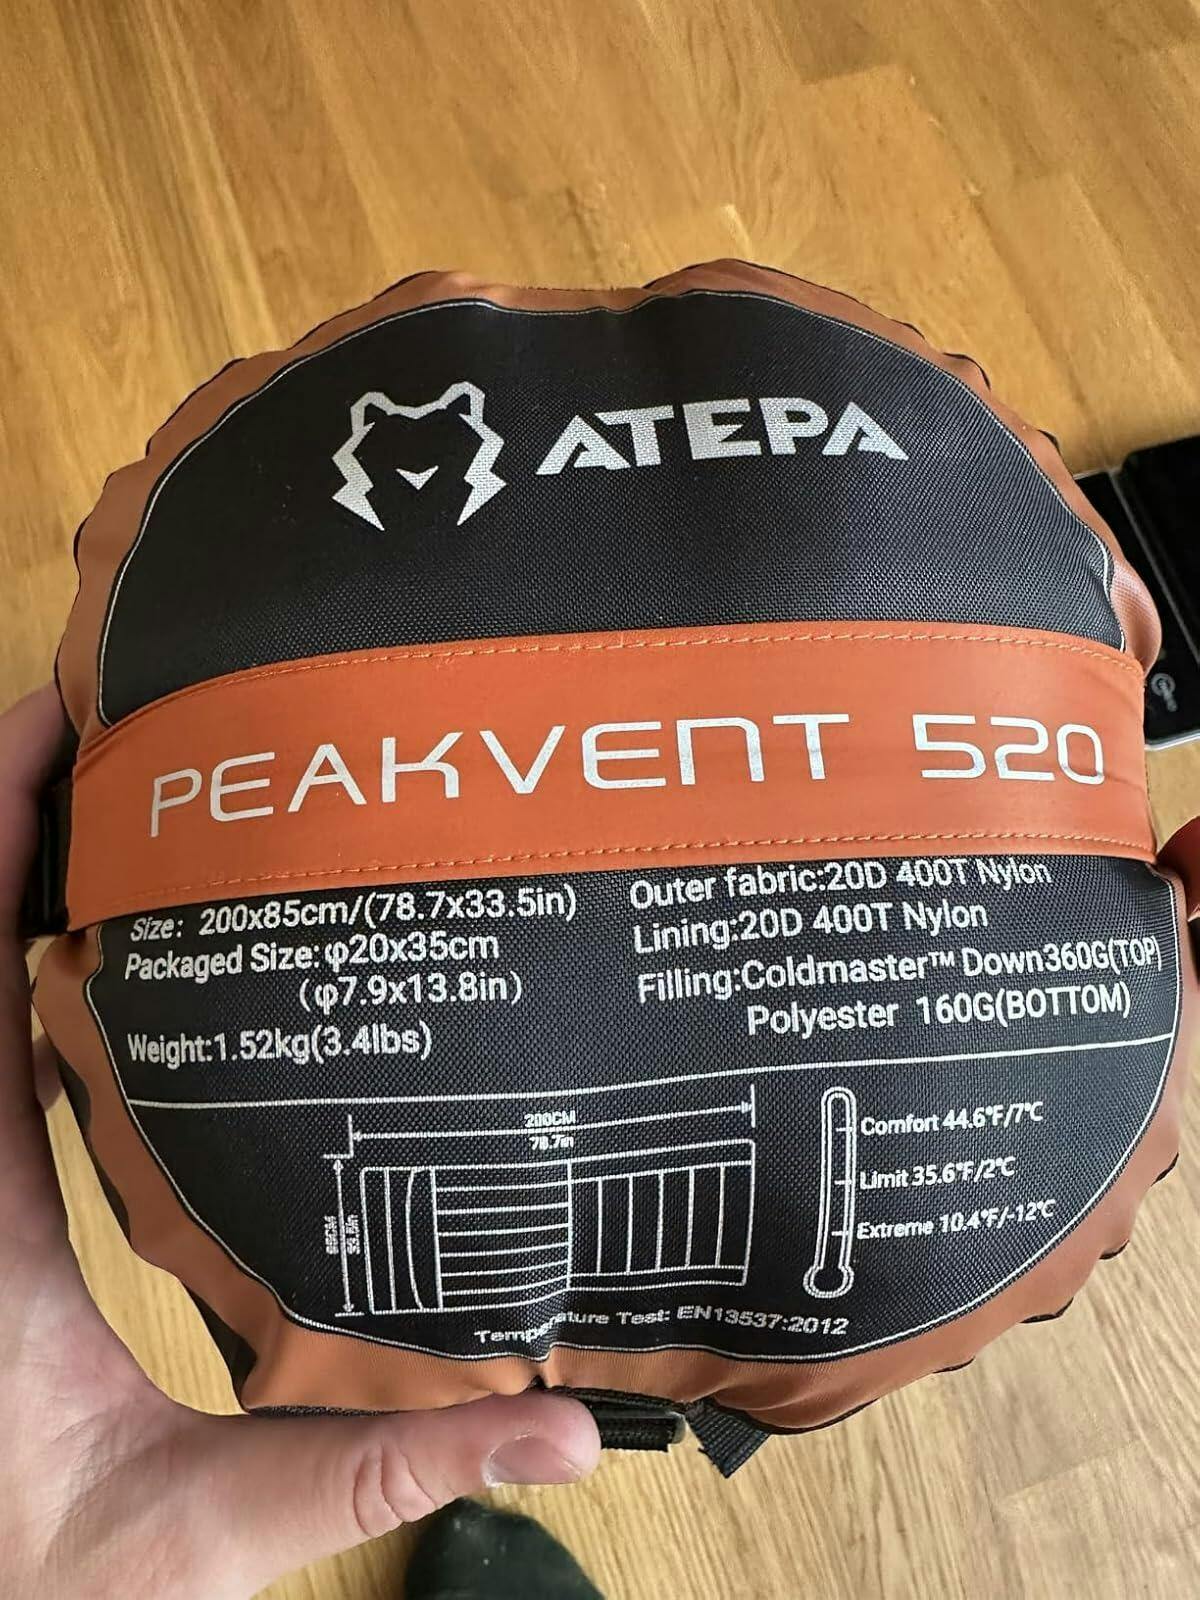 ATEPA
PEAKVENT 520
Size: 200x85cm/(78.7x33.5in)
Packaged Size:φ20x35cm
(φ7.9x13.8in)
Weight:1.52kg(3.4lbs)
Outer fabric:20D 400T Nylon
Lining:20D 400T Nylon
Filling:Coldmaster™ Down360G(TOP)
Polyester 160G(BOTTOM)
200CM
78.7in
85CM
33.5in
Comfort 44.6°F/7°C
Limit 35.6°F/2°C
Extreme 10.4°F/-12°C
Temperature Test: EN13537:2012